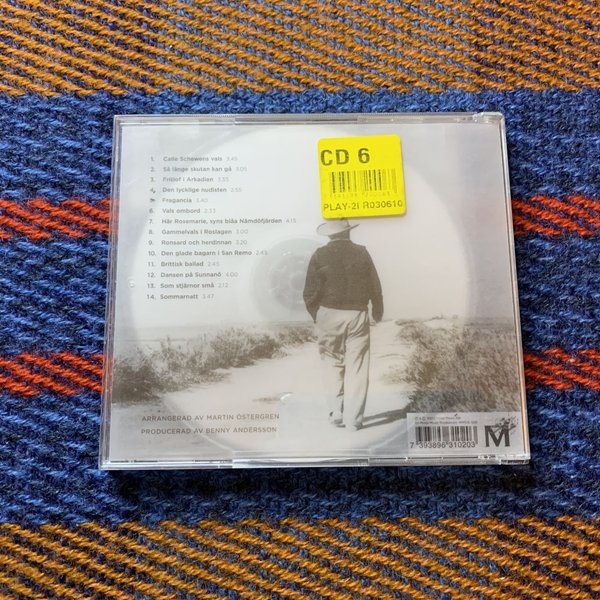 CD 6
PLAY-21 R030610
1. Calle Schewens vals 3.45
2. Så länge skutan kan gå 3.05
3. Fritiof i Arkadien 3.35
4. Den lycklige nudisten 2.55
5. Fragancia 3.40
6. Vals ombord 2.33
7. Här Rosemarie, syns blåa Nämdöfjärden 4.15
8. Gammelvals i Roslagen 3.00
9. Ronsard och herdinnan 3.20
10. Den glade bagarn i San Remo 2.45
11. Brittisk ballad 2.45
12. Dansen på Sunnanö 4.00
13. Som stjärnor små 2.12
14. Sommarnatt 3.47
ARRANGERAD AV MARTIN ÖSTERGREN
PRODUCERAD AV BENNY ANDERSSON
7 393896 310203
M